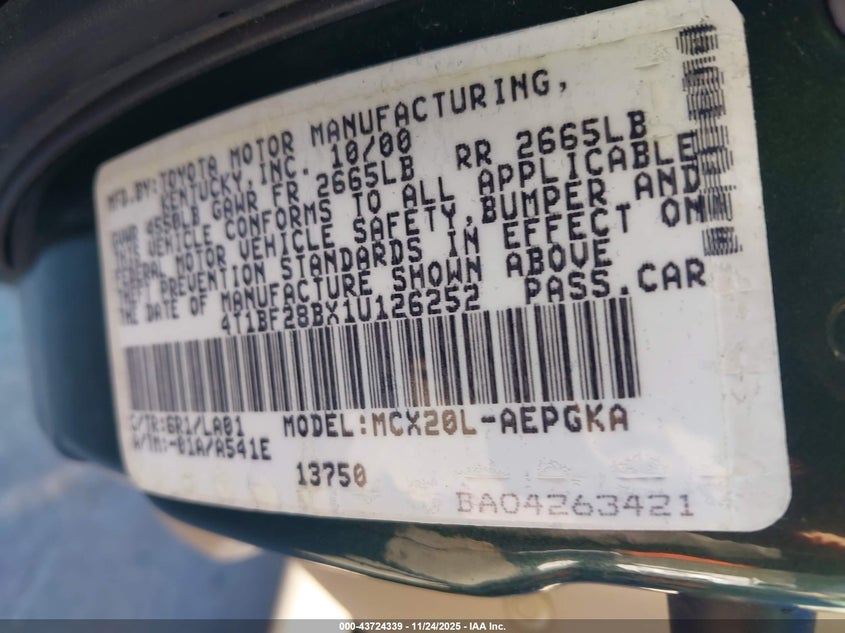 MFD.BY:TOYOTA MOTOR MANUFACTURING,
KENTUCKY,INC. 10/00
GVWR 4550LB GAWR FR 2665LB RR 2665LB
THIS VEHICLE CONFORMS TO ALL APPLICABLE
FEDERAL MOTOR VEHICLE SAFETY,BUMPER AND
THEFT PREVENTION STANDARDS IN EFFECT ON
THE DATE OF MANUFACTURE SHOWN ABOVE
4T1BF28BX1U126252 PASS.CAR
C/TR:6R1/LA01 MODEL:MCX20L-AEPGKA
A/TM:-01A/A541E
13750
BA04263421
000-43724339 — 11/24/2025 — IAA Inc.